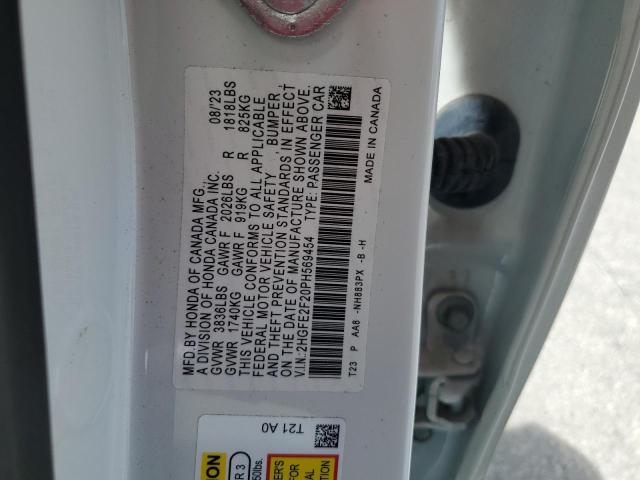 MFD.BY HONDA OF CANADA MFG., 08/'23
A DIVISION OF HONDA CANADA INC.
GVWR 3836LBS GAWR F 2026LBS R 1818LBS
GVWR 1740KG GAWR F 919KG R 825KG
THIS VEHICLE CONFORMS TO ALL APPLICABLE
FEDERAL MOTOR VEHICLE SAFETY , BUMPER ,
AND THEFT PREVENTION STANDARDS IN EFFECT
ON THE DATE OF MANUFACTURE SHOWN ABOVE.
V.I.N.:2HGFE2F20PH569454 TYPE: PASSENGER CAR
MADE IN CANADA
T23 P AA8 -NH883PX -B -H
T21 A0